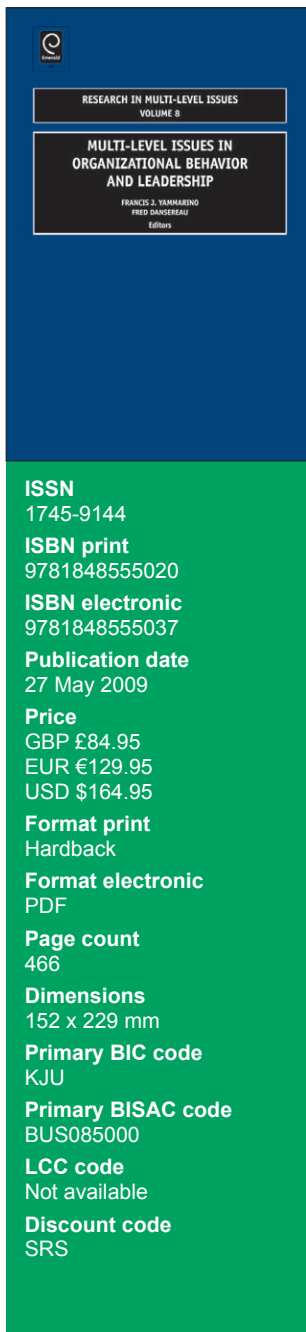 Emerald
RESEARCH IN MULTI-LEVEL ISSUES
VOLUME 8
MULTI-LEVEL ISSUES IN
ORGANIZATIONAL BEHAVIOR
AND LEADERSHIP
FRANCIS J. YAMMARINO
FRED DANSEREAU
Editors
ISSN
1745-9144
ISBN print
9781848555020
ISBN electronic
9781848555037
Publication date
27 May 2009
Price
GBP £84.95
EUR €129.95
USD $164.95
Format print
Hardback
Format electronic
PDF
Page count
466
Dimensions
152 x 229 mm
Primary BIC code
KJU
Primary BISAC code
BUS085000
LCC code
Not available
Discount code
SRS